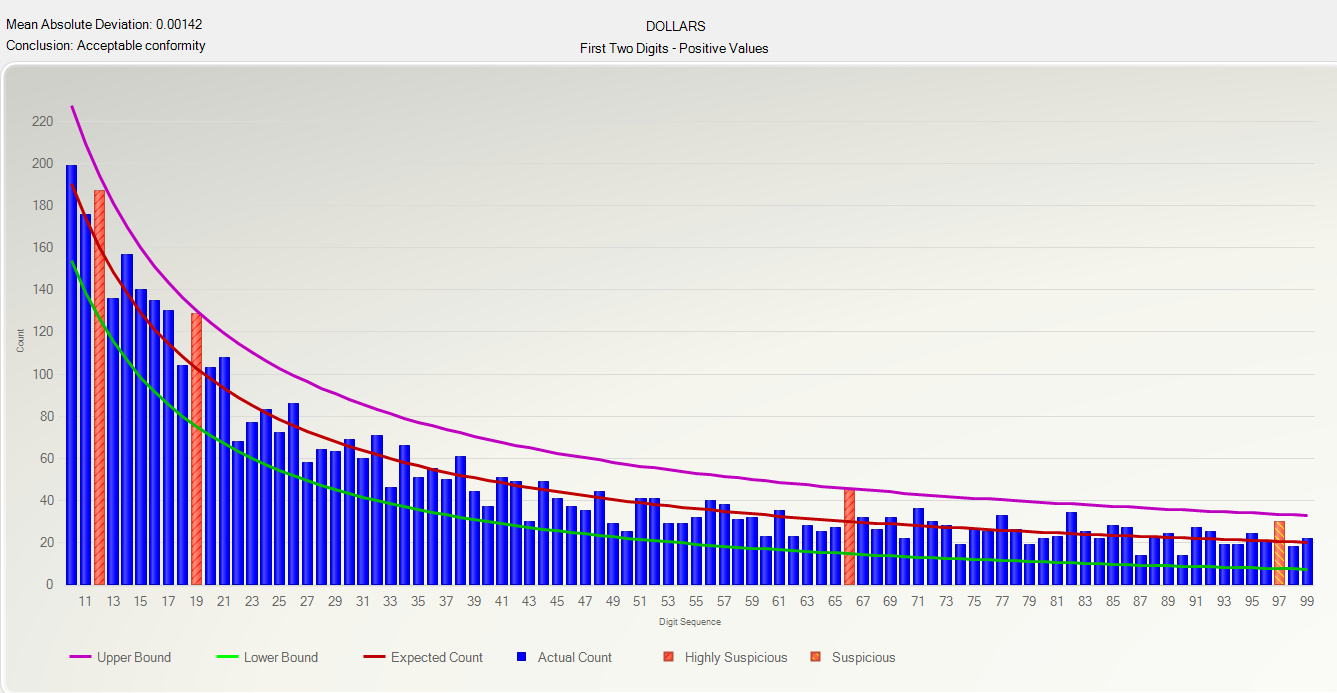 Mean Absolute Deviation: 0.00142
Conclusion: Acceptable conformity
DOLLARS
First Two Digits - Positive Values
220
200
180
160
140
120
100
80
60
40
20
0
Count
11 13 15 17 19 21 23 25 27 29 31 33 35 37 39 41 43 45 47 49 51 53 55 57 59 61 63 65 67 69 71 73 75 77 79 81 83 85 87 89 91 93 95 97 99
Digit Sequence
Upper Bound Lower Bound Expected Count Actual Count Highly Suspicious Suspicious